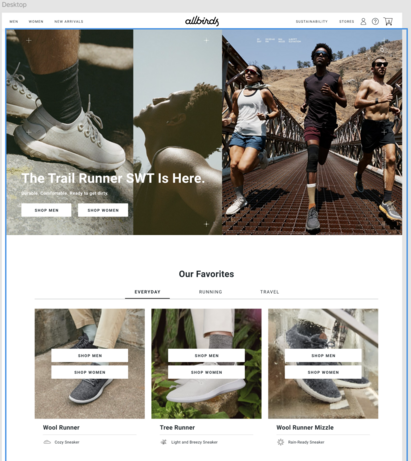 Desktop
MEN WOMEN NEW ARRIVALS
allbirds
SUSTAINABILITY STORES
The Trail Runner SWT Is Here.
Durable. Comfortable. Ready to get dirty.
SHOP MEN SHOP WOMEN
Our Favorites
EVERYDAY RUNNING TRAVEL
SHOP MEN SHOP MEN SHOP MEN
SHOP WOMEN SHOP WOMEN SHOP WOMEN
Wool Runner Tree Runner Wool Runner Mizzle
Cozy Sneaker Light and Breezy Sneaker Rain-Ready Sneaker